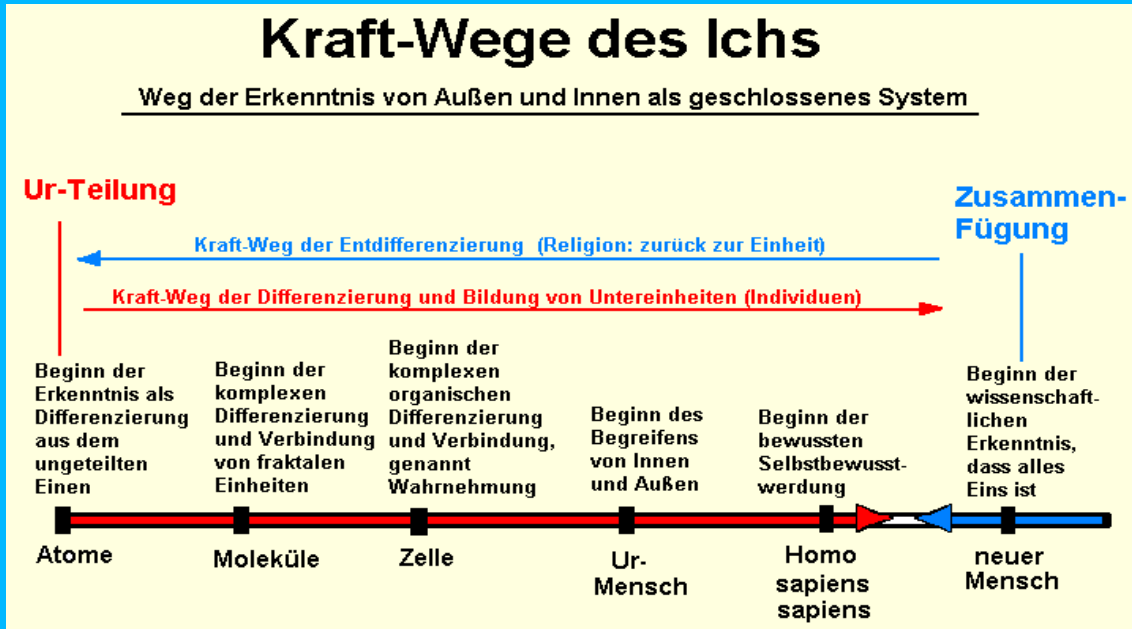 Kraft-Wege des Ichs
Weg der Erkenntnis von Außen und Innen als geschlossenes System
Ur-Teilung
Zusammen-
Fügung
Kraft-Weg der Entdifferenzierung (Religion: zurück zur Einheit)
Kraft-Weg der Differenzierung und Bildung von Untereinheiten (Individuen)
Beginn der
Erkenntnis als
Differenzierung
aus dem
ungeteilten
Einen
Beginn der
komplexen
Differenzierung
und Verbindung
von fraktalen
Einheiten
Beginn der
komplexen
organischen
Differenzierung
und Verbindung,
genannt
Wahrnehmung
Beginn des
Begreifens
von Innen
und Außen
Beginn der
bewussten
Selbstbewusst-
werdung
Beginn der
wissenschaft-
lichen
Erkenntnis,
dass alles
Eins ist
Atome
Moleküle
Zelle
Ur-
Mensch
Homo
sapiens
sapiens
neuer
Mensch